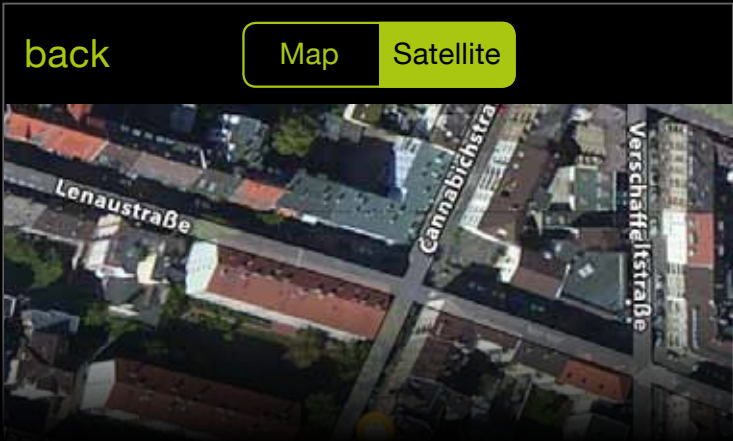 back
Map
Satellite
Lenaustraße
Cannabichstra
Verschaffeltstraße